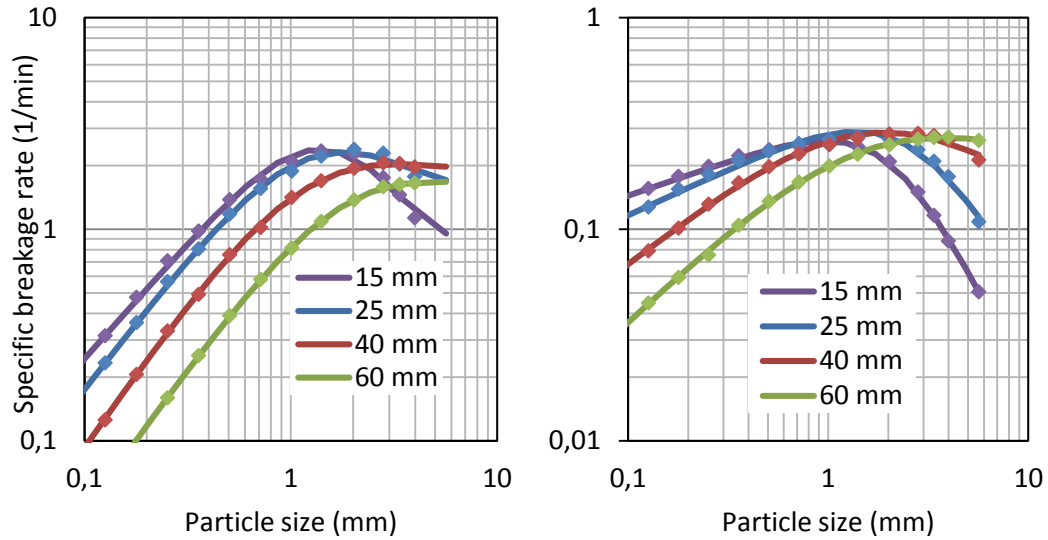 Specific breakage rate (1/min)
10
1
0,1
0,1
1
10
Particle size (mm)
15 mm
25 mm
40 mm
60 mm
1
0,1
0,01
0,1
1
10
Particle size (mm)
15 mm
25 mm
40 mm
60 mm